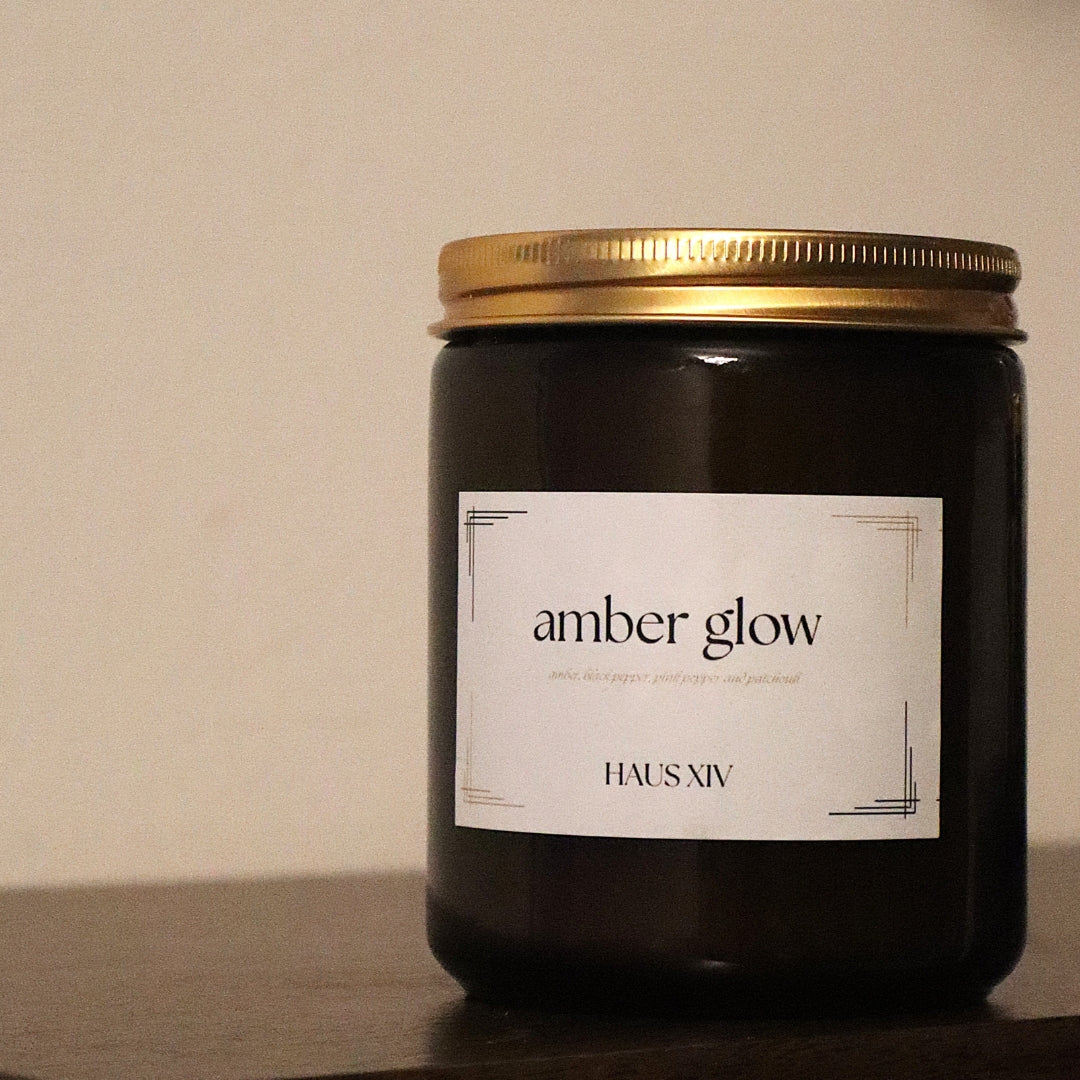 amber glow
amber, black pepper, pink pepper and patchouli
HAUS XIV